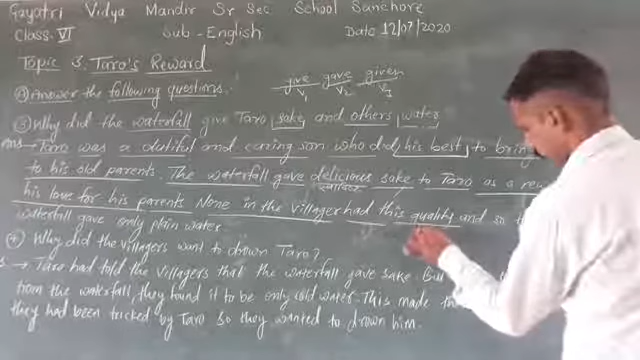 Gayatri Vidya Mandir Sr Sec School Sanchore
Class VI Sub - English Date 12/07/2020
Topic 3. Taro's Reward
Answer the following questions.
give gave given
V1 V2 V3
③ Why did the waterfall give Taro sake and others water
Ans → Taro was a dutiful and caring son who did his best to bring
to his old parents. The waterfall gave delicious sake to Taro as a re
his love for his parents None in the villager had this quality and so
waterfall gave only plain water
④ Why did the villagers want to drown Taro?
→ Taro had told the villagers that the waterfall gave sake. But
from the waterfall, they found it to be only cold water. This made
they had been tricked by Taro so they wanted to drown him.